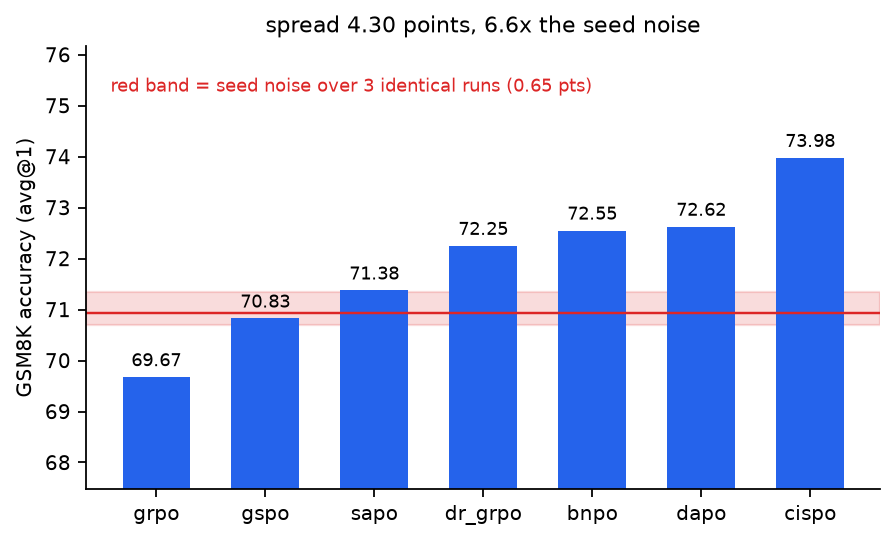 spread 4.30 points, 6.6x the seed noise
red band = seed noise over 3 identical runs (0.65 pts)
GSM8K accuracy (avg@1)
76
75
74
73
72
71
70
69
68
69.67
70.83
71.38
72.25
72.55
72.62
73.98
grpo
gspo
sapo
dr_grpo
bnpo
dapo
cispo